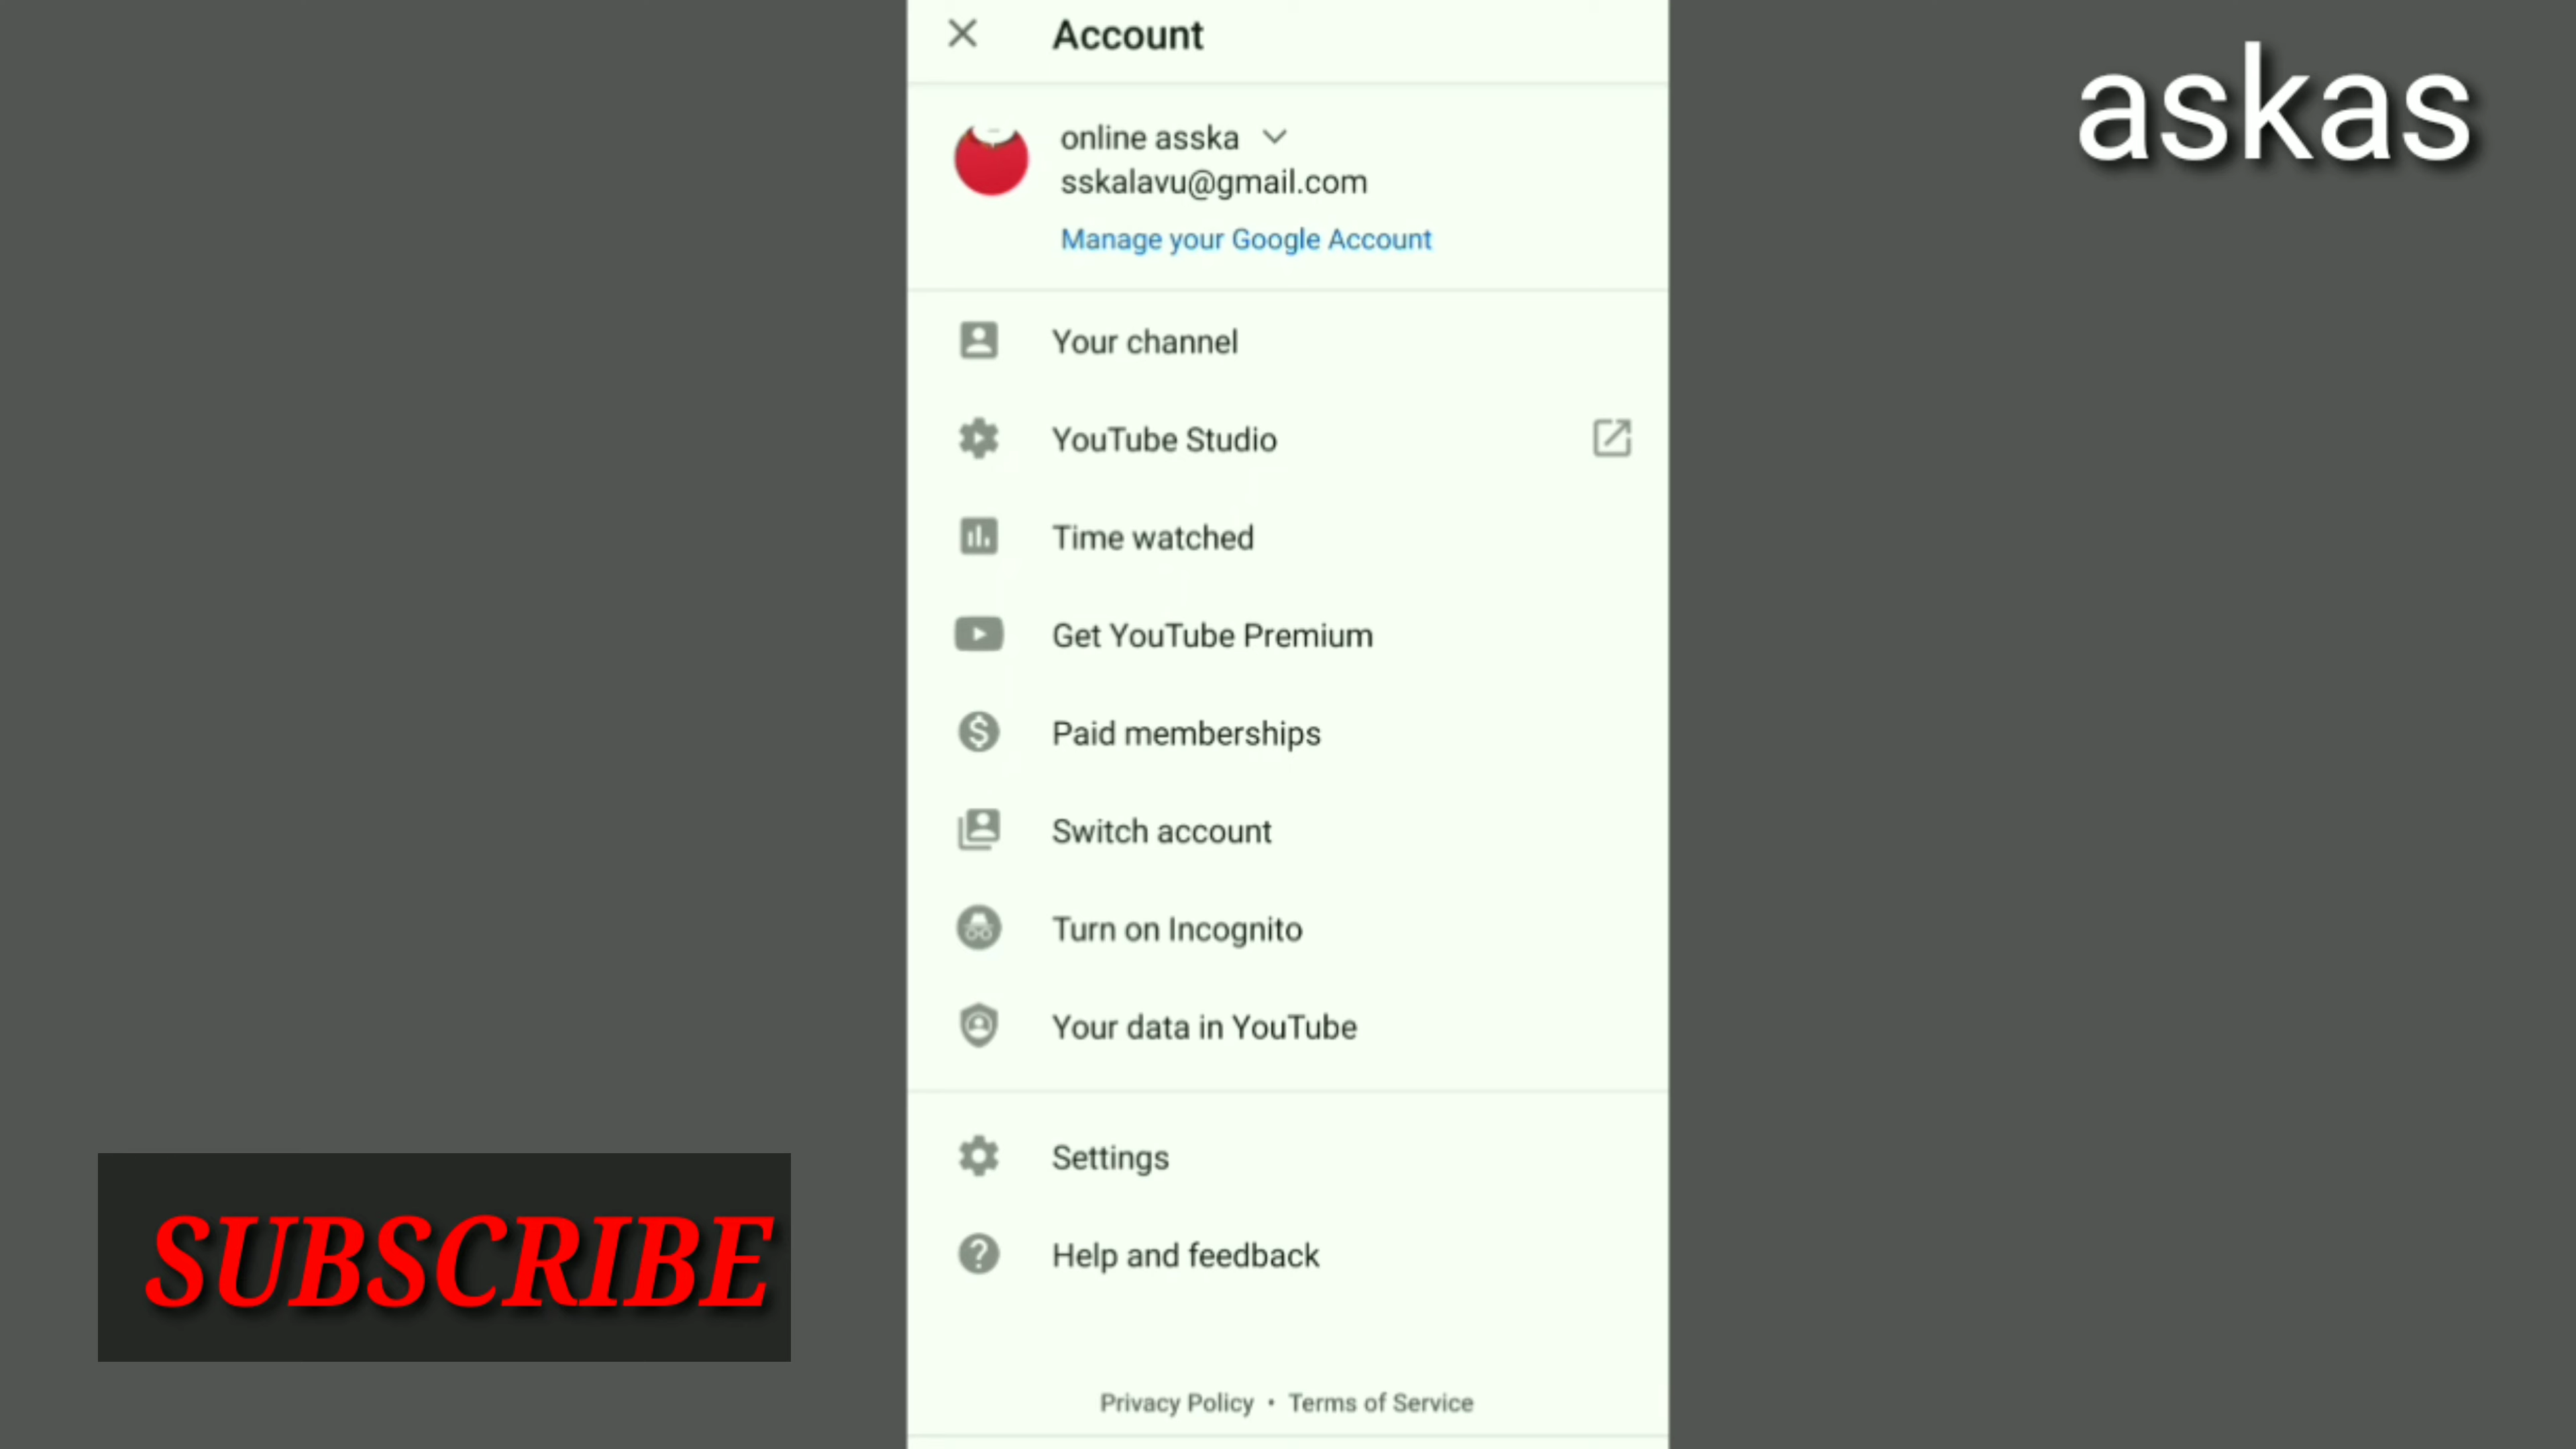 Account
askas
online asska
sskalavu@gmail.com
Manage your Google Account
Your channel
YouTube Studio
Time watched
Get YouTube Premium
Paid memberships
Switch account
Turn on Incognito
Your data in YouTube
Settings
SUBSCRIBE
Help and feedback
Privacy Policy • Terms of Service